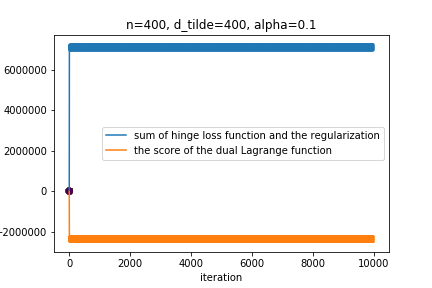 n=400, d_tilde=400, alpha=0.1
6000000
4000000
2000000
0
-2000000
sum of hinge loss function and the regularization
the score of the dual Lagrange function
0 2000 4000 6000 8000 10000
iteration